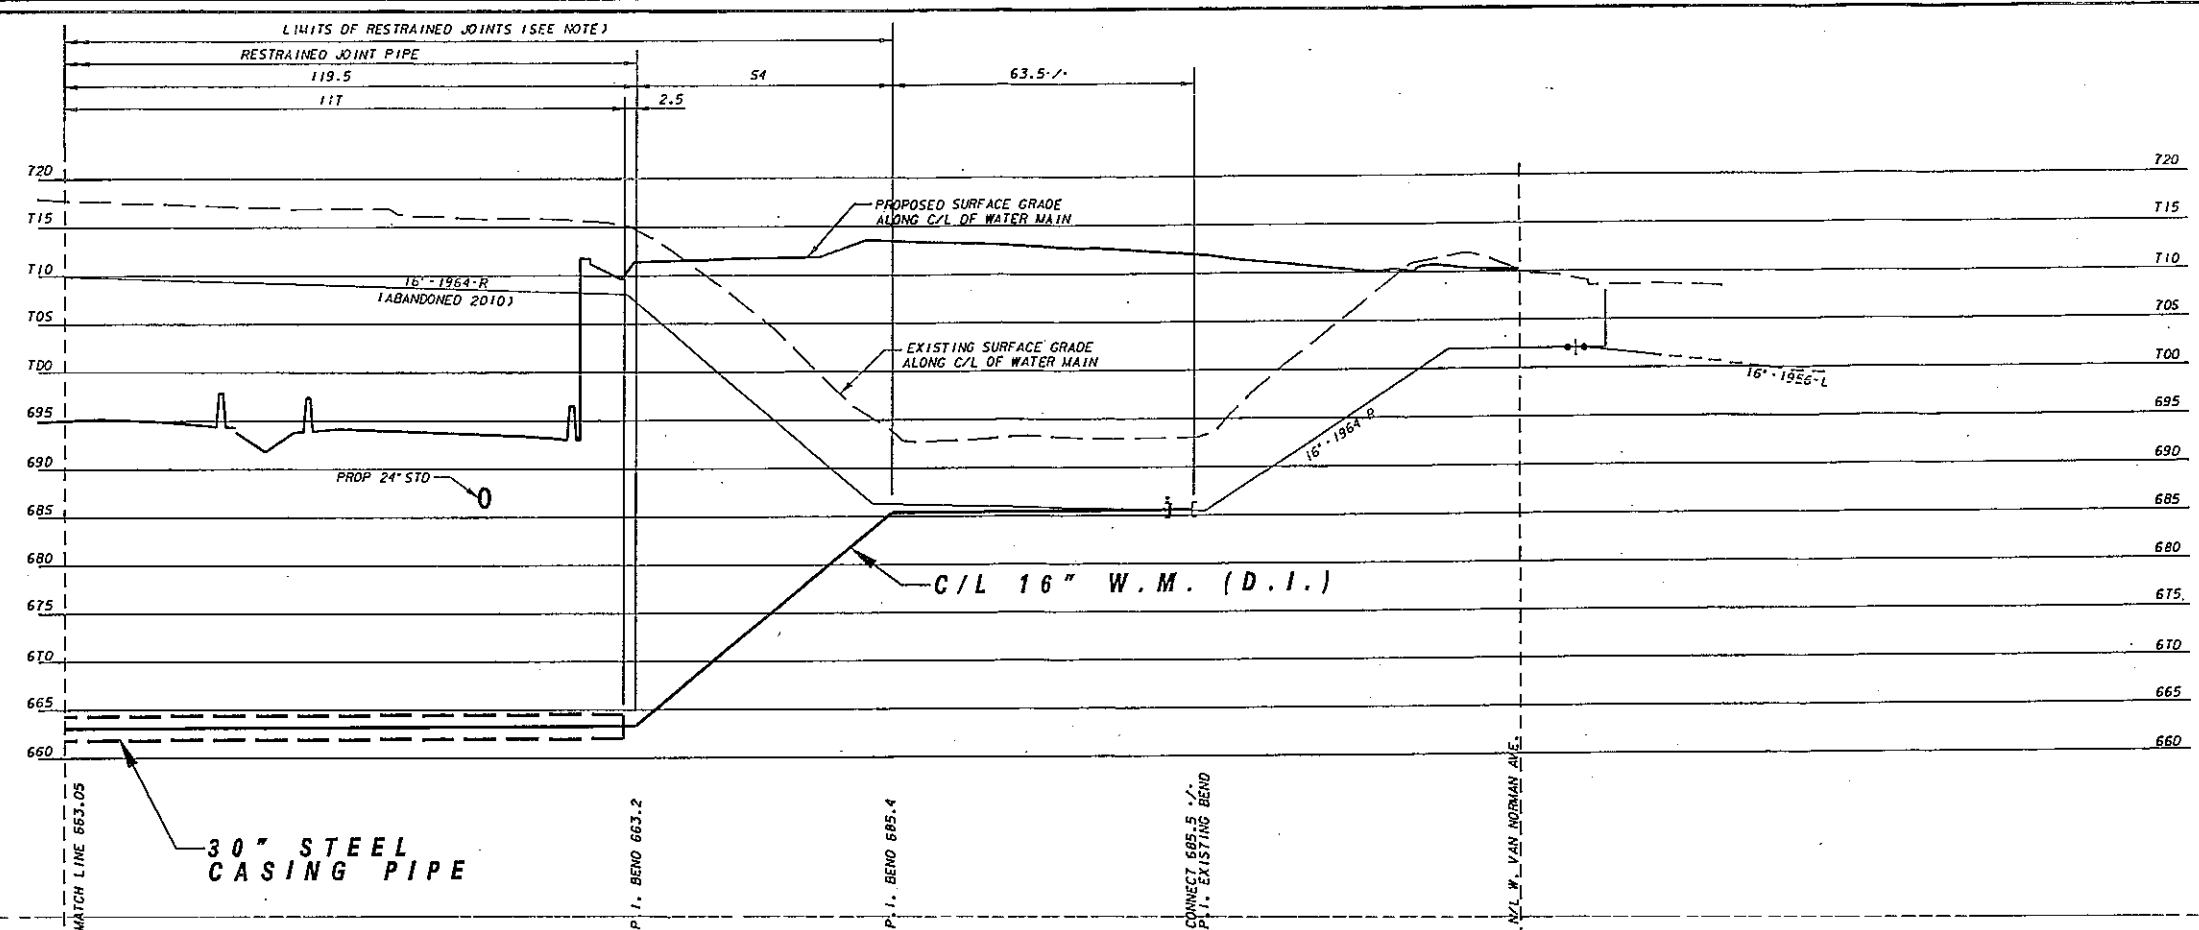 LIMITS OF RESTRAINED JOINTS (SEE NOTE)
RESTRAINED JOINT PIPE
119.5
54
63.5+/-
117
2.5
720
720
PROPOSED SURFACE GRADE
ALONG C/L OF WATER MAIN
715
715
710
710
16"-1964-R
(ABANDONED 2010)
705
705
EXISTING SURFACE GRADE
ALONG C/L OF WATER MAIN
700
700
16"-1956-L
695
695
16"-1964-R
690
690
PROP 24" STO
685
685
680
680
C/L 16" W.M. (D.I.)
675
675
670
670
665
665
660
660
30" STEEL
CASING PIPE
MATCH LINE 663.05
P.I. BEND 663.2
P.I. BEND 685.4
CONNECT 685.5 +/-
P.I. EXISTING BEND
N/L W. VAN NORMAN AVE.